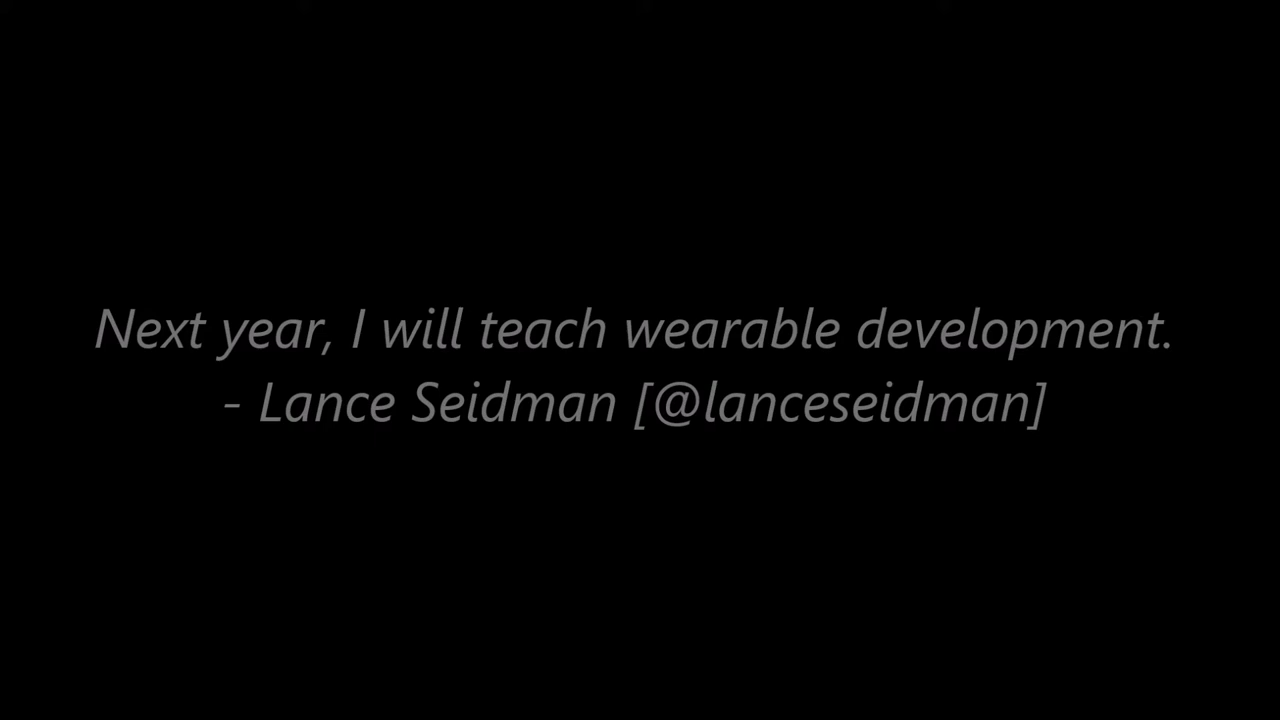 Next year, I will teach wearable development.
- Lance Seidman [@lanceseidman]